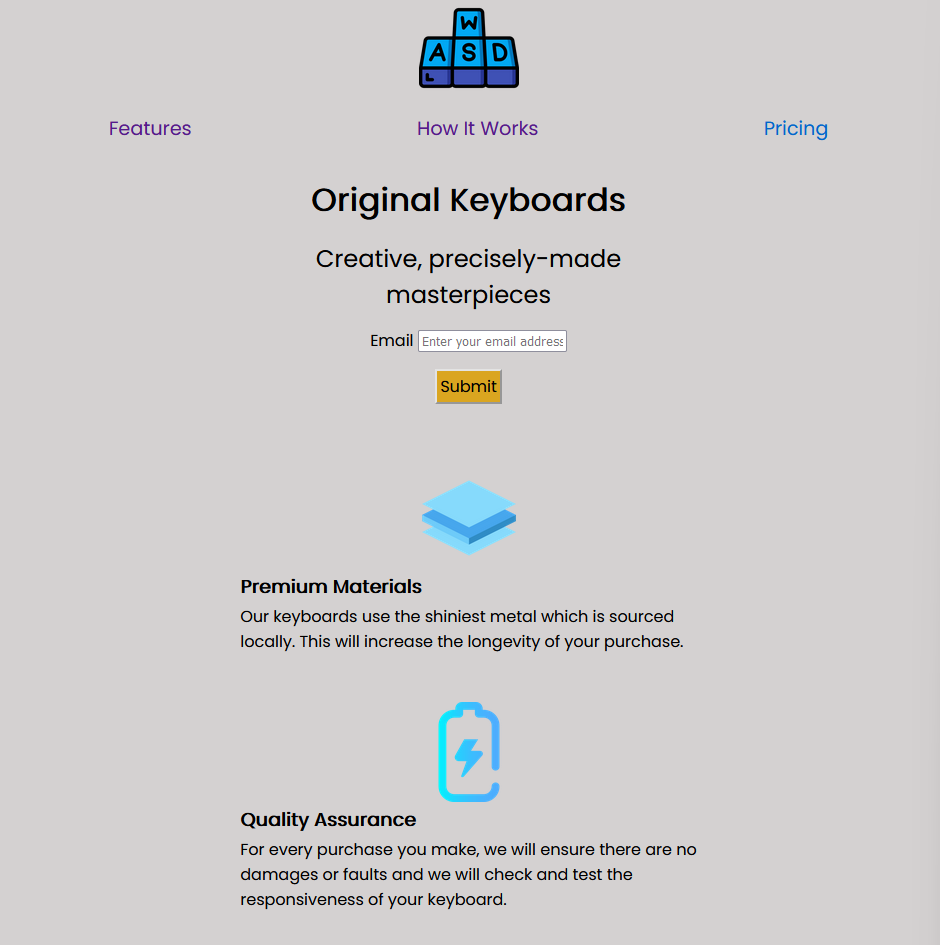 W
A S D
Features How It Works Pricing
Original Keyboards
Creative, precisely-made
masterpieces
Email Enter your email address
Submit
Premium Materials
Our keyboards use the shiniest metal which is sourced
locally. This will increase the longevity of your purchase.
Quality Assurance
For every purchase you make, we will ensure there are no
damages or faults and we will check and test the
responsiveness of your keyboard.